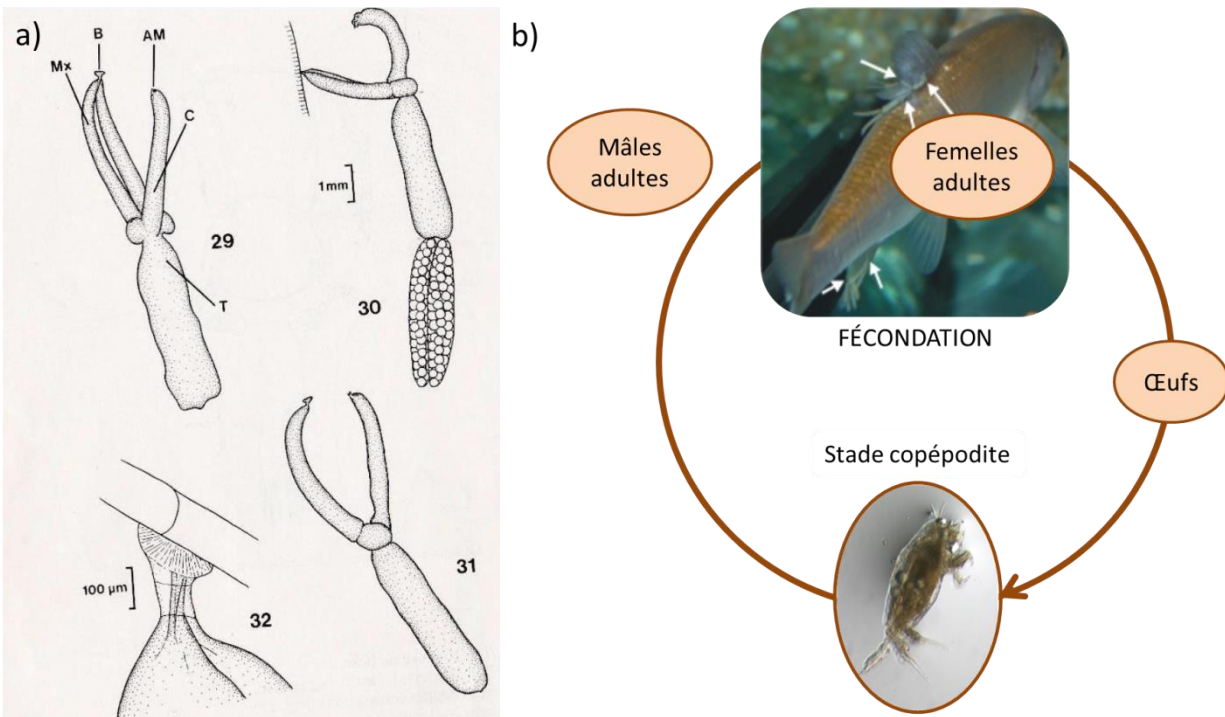 a)
B
AM
Mx
C
29
T
1mm
30
31
100 µm
32
b)
Mâles
adultes
Femelles
adultes
FÉCONDATION
Œufs
Stade copépodite